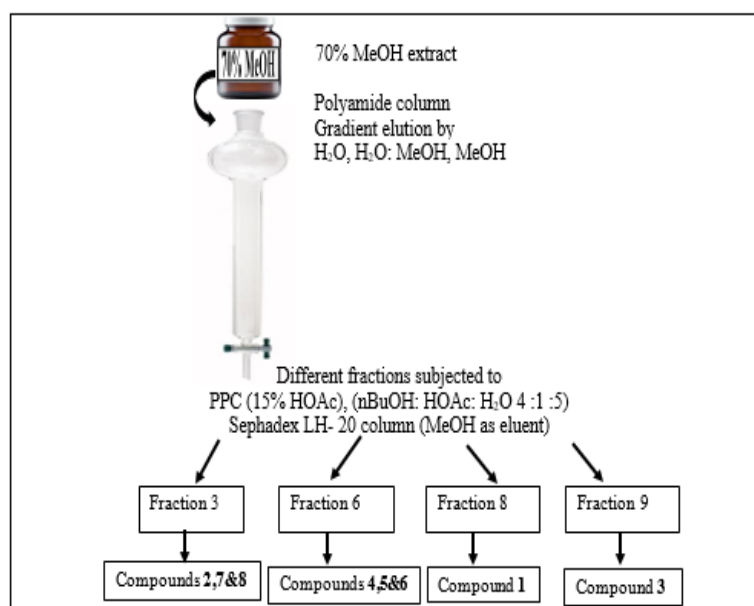 70% MeOH
70% MeOH extract
Polyamide column
Gradient elution by
H₂O, H₂O: MeOH, MeOH
Different fractions subjected to
PPC (15% HOAc), (nBuOH: HOAc: H₂O 4 :1 :5)
Sephadex LH- 20 column (MeOH as eluent)
Fraction 3
Fraction 6
Fraction 8
Fraction 9
Compounds 2,7&8
Compounds 4,5&6
Compound 1
Compound 3